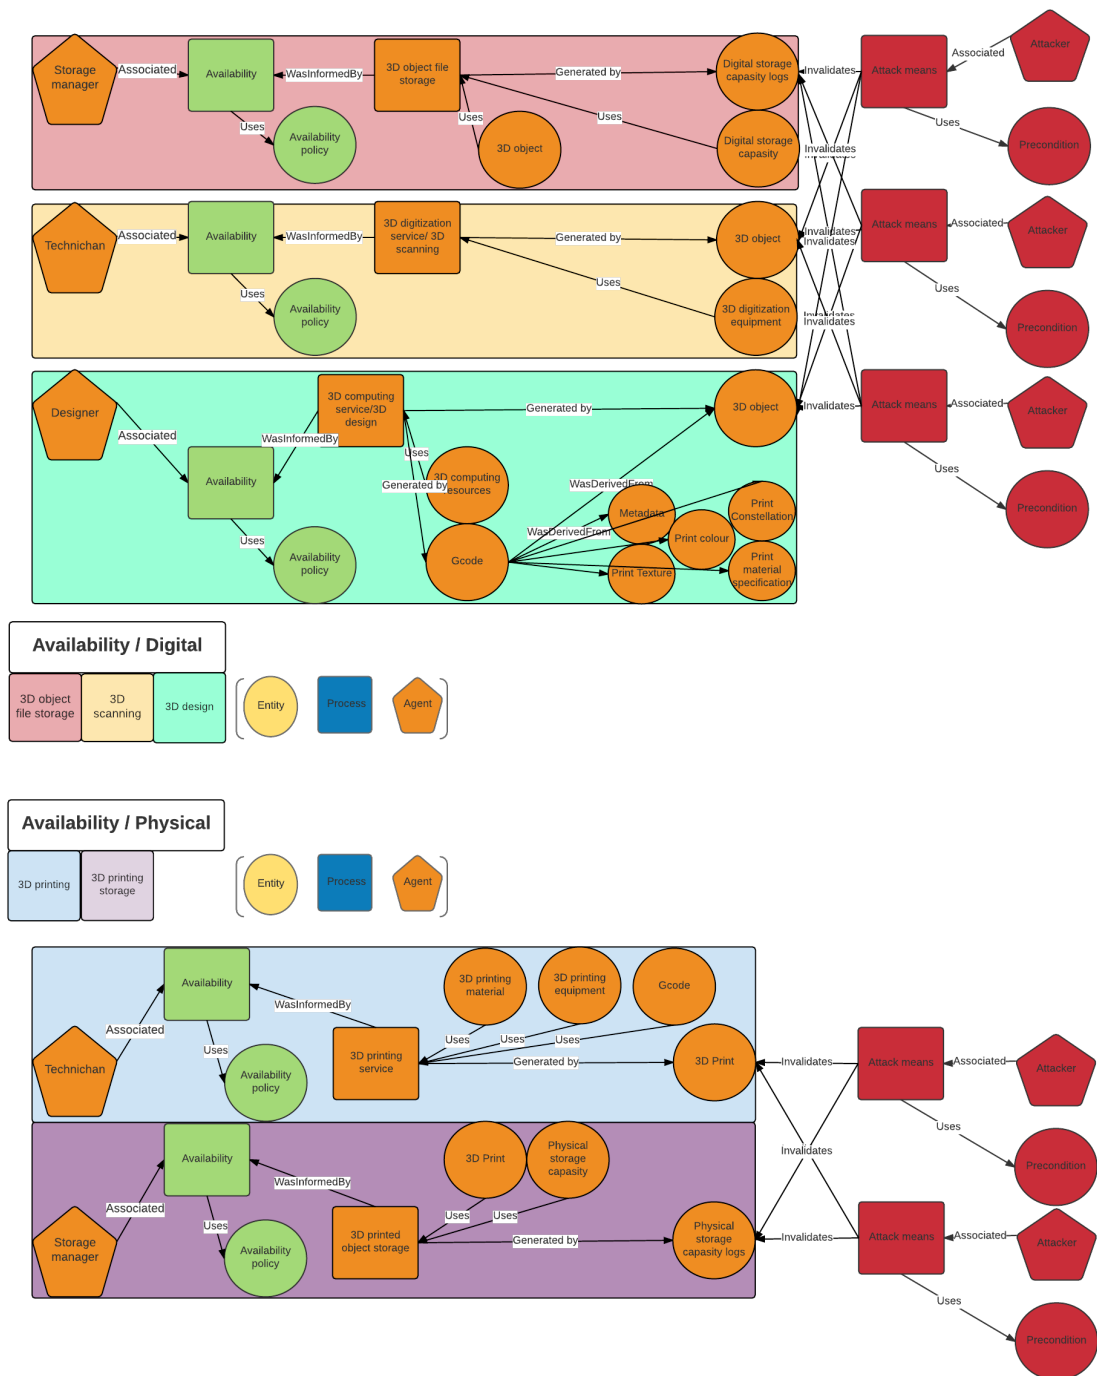 Storage
manager
Associated
Availability
WasInformedBy
3D object file
storage
Generated by
Digital storage
capasity logs
Invalidates
Attack means
Associated
Attacker
Uses
Availability
policy
Uses
3D object
Uses
Digital storage
capasity
Invalidates
Invalidates
Uses
Precondition
Technichan
Associated
Availability
WasInformedBy
3D digitization
service/ 3D
scanning
Generated by
3D object
Invalidates
Invalidates
Attack means
Associated
Attacker
Uses
Availability
policy
Uses
3D digitization
equipment
Invalidates
Invalidates
Uses
Precondition
Designer
Associated
Availability
WasInformedBy
3D computing
service/3D
design
Generated by
3D object
Invalidates
Attack means
Associated
Attacker
Uses
3D computing
resources
Generated by
WasDerivedFrom
WasDerivedFrom
Metadata
Print
Constellation
Print colour
Uses
Availability
policy
Gcode
Print Texture
Print
material
specification
Uses
Precondition
Availability / Digital
3D object
file storage
3D
scanning
3D design
Entity
Process
Agent
Availability / Physical
3D printing
3D printing
storage
Entity
Process
Agent
Availability
WasInformedBy
3D printing
material
3D printing
equipment
Gcode
Associated
Technichan
Uses
Availability
policy
3D printing
service
Uses
Uses
Uses
Generated by
3D Print
Invalidates
Attack means
Associated
Attacker
Uses
Precondition
Invalidates
Availability
WasInformedBy
3D Print
Physical
storage
capasity
Associated
Storage
manager
Uses
Availability
policy
3D printed
object storage
Uses
Uses
Generated by
Physical
storage
capasity logs
Invalidates
Attack means
Associated
Attacker
Uses
Precondition